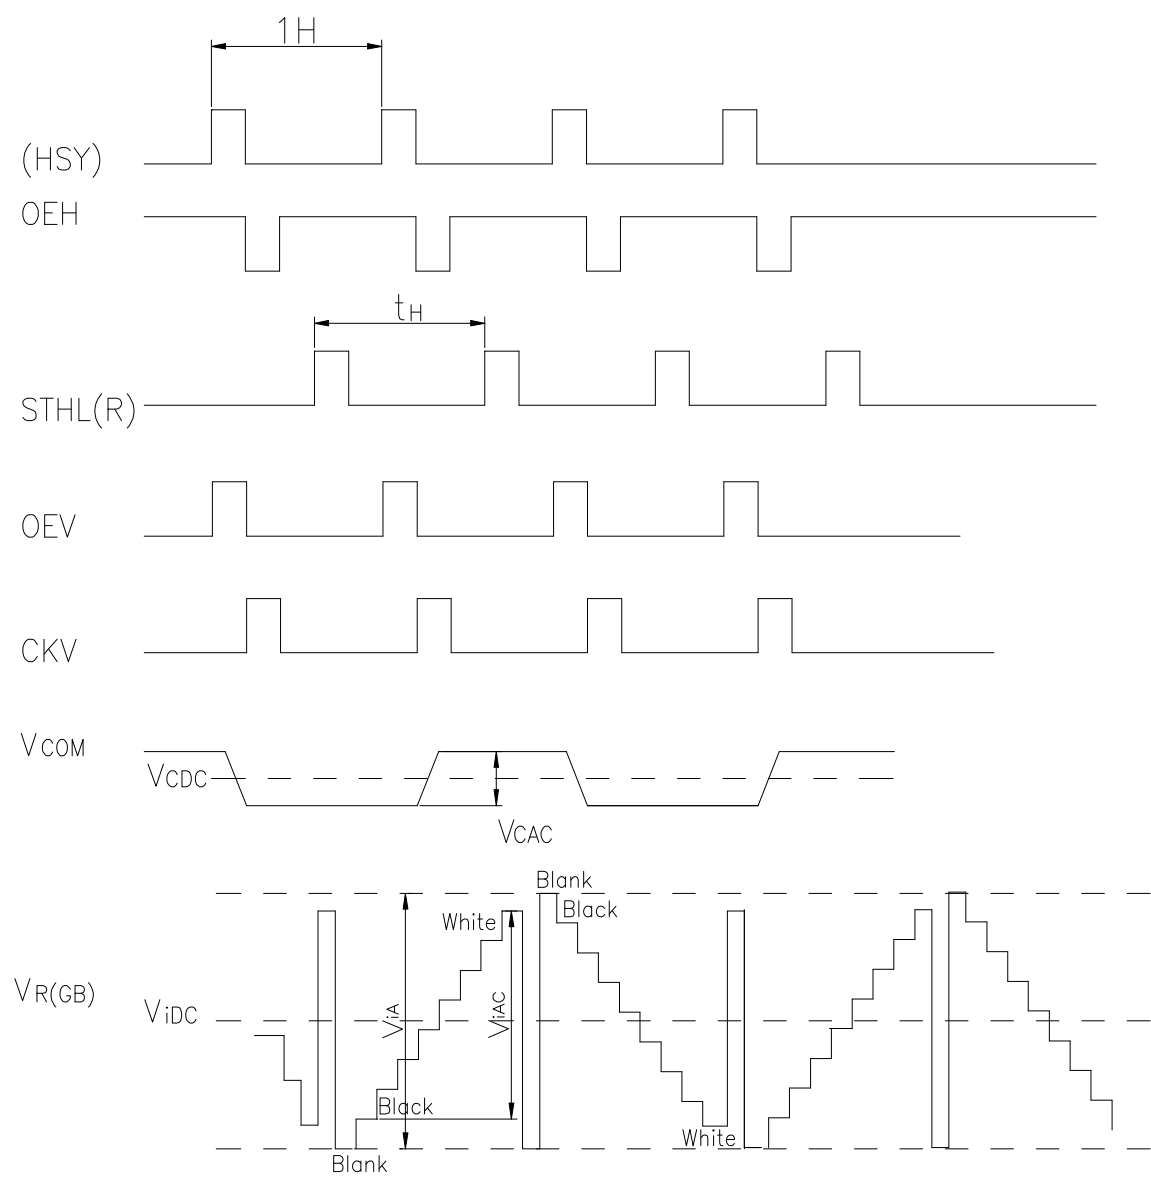 1H
(HSY)
OEH
tH
STHL(R)
OEV
CKV
VCOM
VCDC
VCAC
Blank
Black
White
VR(GB)
ViDC
ViA
ViAC
Black
White
Blank